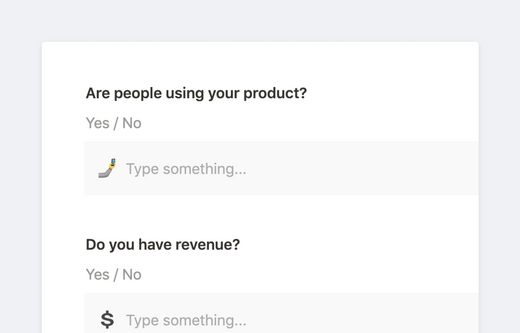 Are people using your product?
Yes / No
🤳 Type something...
Do you have revenue?
Yes / No
$ Type something...